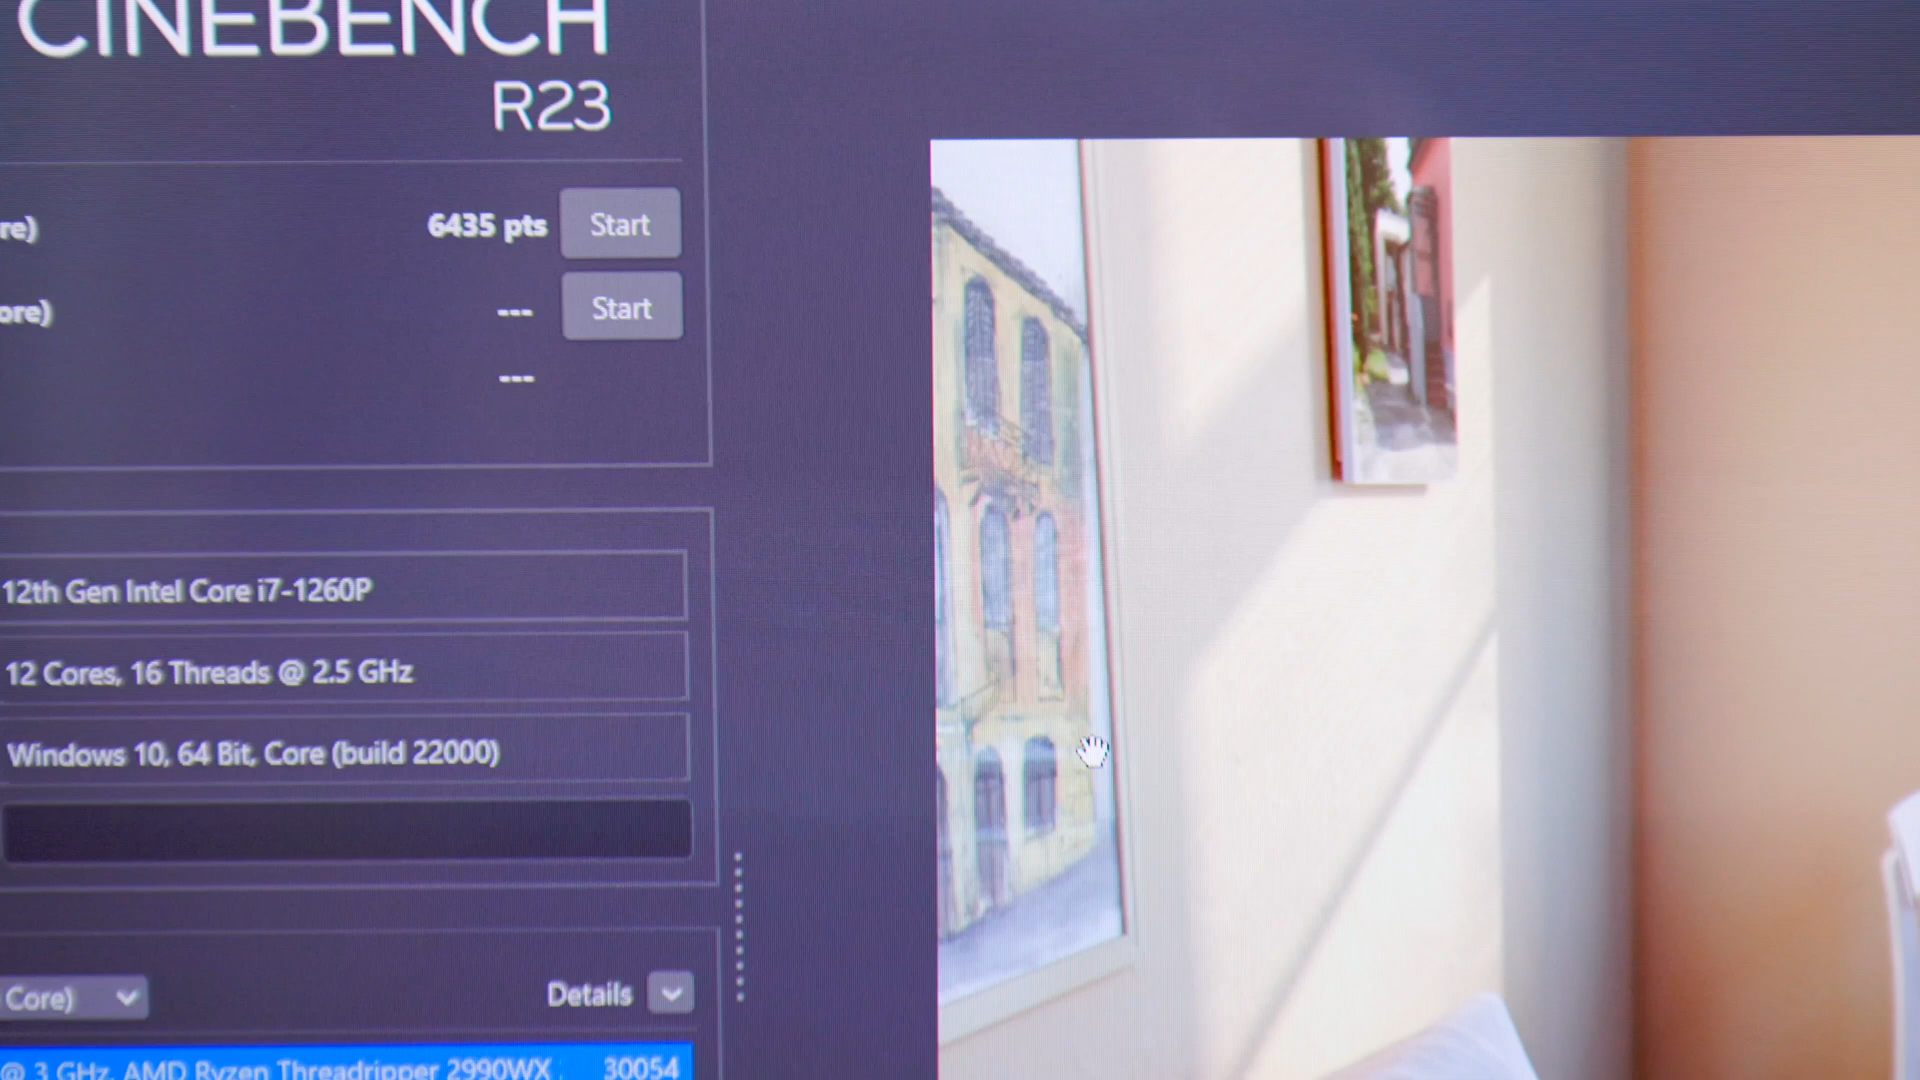 CINEBENCH
R23
re) 6435 pts Start
ore) --- Start
---
12th Gen Intel Core i7-1260P
12 Cores, 16 Threads @ 2.5 GHz
Windows 10, 64 Bit, Core (build 22000)
Core) Details
@ 3 GHz, AMD Ryzen Threadripper 2990WX 30054